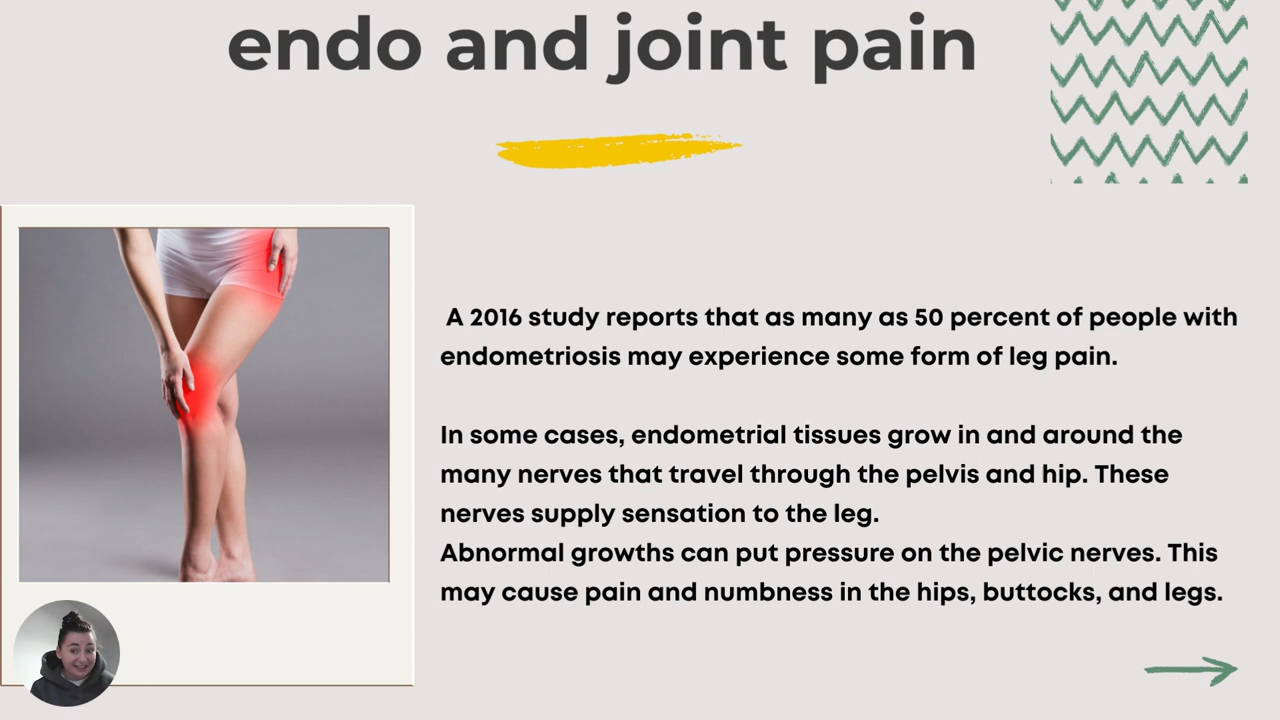 endo and joint pain
A 2016 study reports that as many as 50 percent of people with
endometriosis may experience some form of leg pain.
In some cases, endometrial tissues grow in and around the
many nerves that travel through the pelvis and hip. These
nerves supply sensation to the leg.
Abnormal growths can put pressure on the pelvic nerves. This
may cause pain and numbness in the hips, buttocks, and legs.